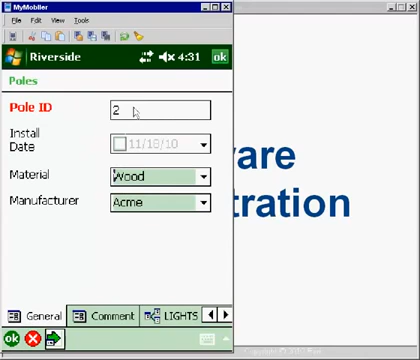 MyMobiler
File Edit View Tools
Riverside 4:31 ok
Poles
Pole ID 2
Install Date 11/18/10
Material Wood
Manufacturer Acme
ware
tration
General Comment LIGHTS
ok